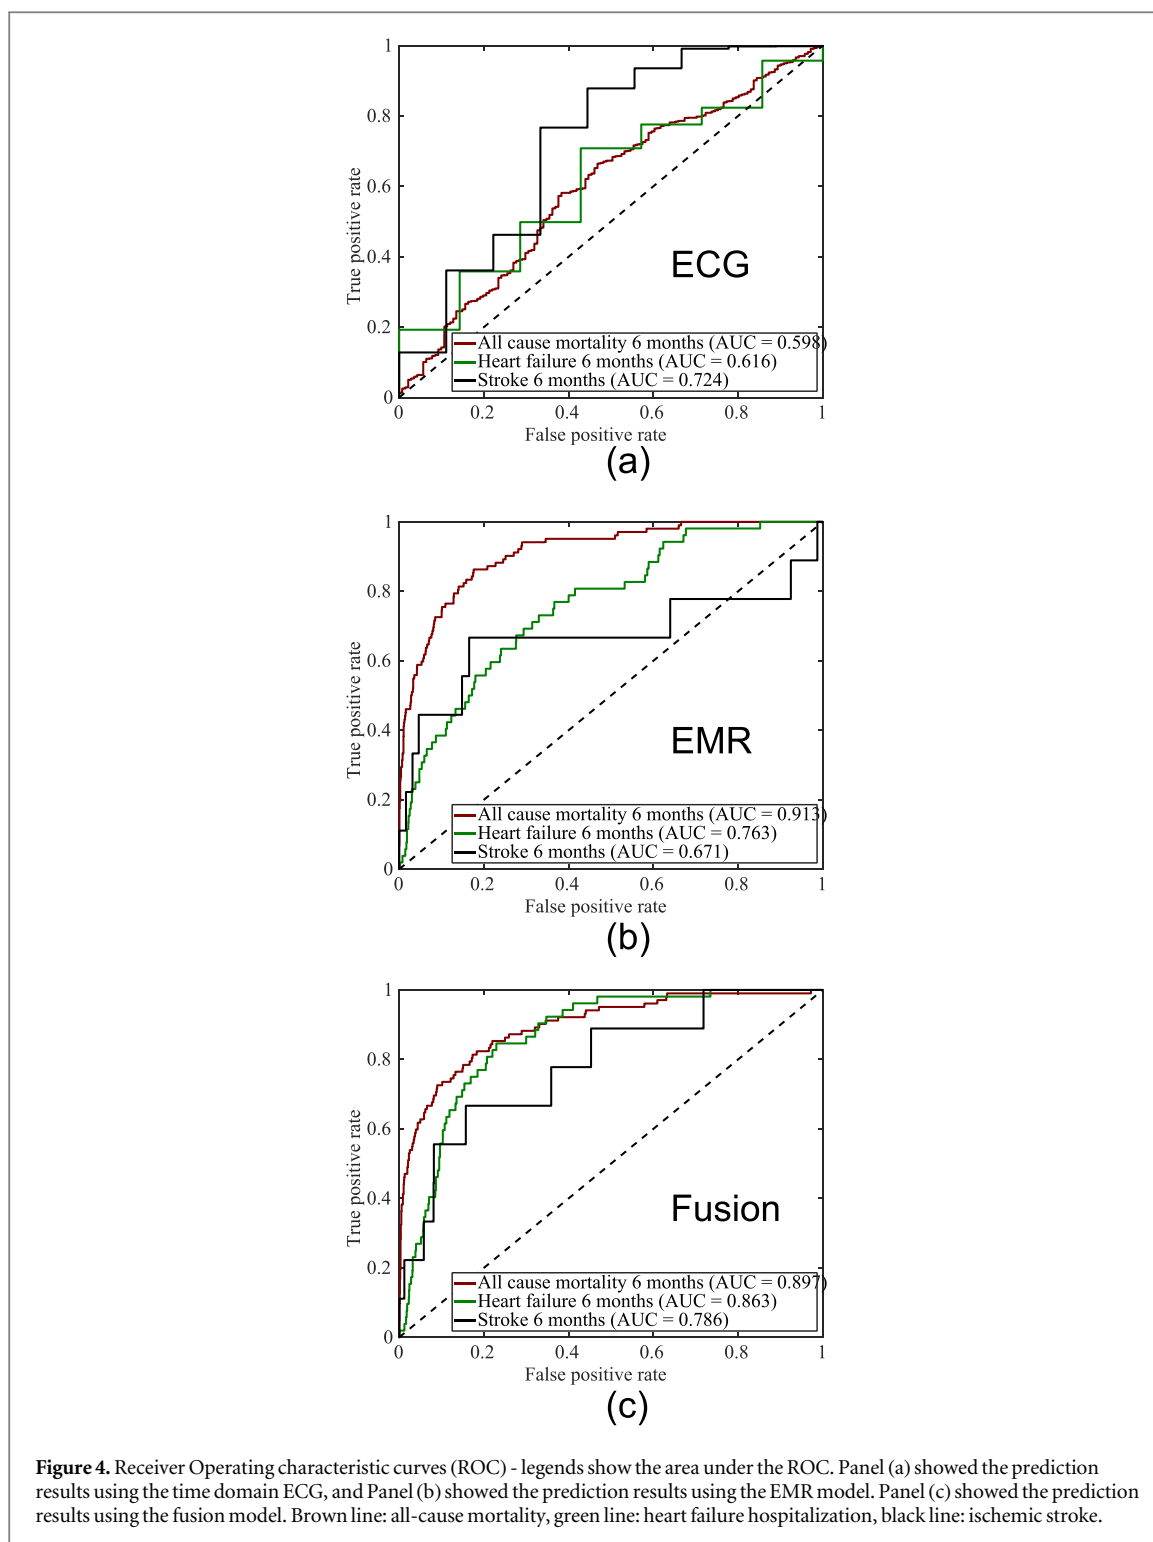 1
0.8
0.6
0.4
0.2
0
True positive rate
ECG
All cause mortality 6 months (AUC = 0.598)
Heart failure 6 months (AUC = 0.616)
Stroke 6 months (AUC = 0.724)
0 0.2 0.4 0.6 0.8 1
False positive rate
(a)
1
0.8
0.6
0.4
0.2
0
True positive rate
EMR
All cause mortality 6 months (AUC = 0.913)
Heart failure 6 months (AUC = 0.763)
Stroke 6 months (AUC = 0.671)
0 0.2 0.4 0.6 0.8 1
False positive rate
(b)
1
0.8
0.6
0.4
0.2
0
True positive rate
Fusion
All cause mortality 6 months (AUC = 0.897)
Heart failure 6 months (AUC = 0.863)
Stroke 6 months (AUC = 0.786)
0 0.2 0.4 0.6 0.8 1
False positive rate
(c)
Figure 4. Receiver Operating characteristic curves (ROC) - legends show the area under the ROC. Panel (a) showed the prediction
results using the time domain ECG, and Panel (b) showed the prediction results using the EMR model. Panel (c) showed the prediction
results using the fusion model. Brown line: all-cause mortality, green line: heart failure hospitalization, black line: ischemic stroke.